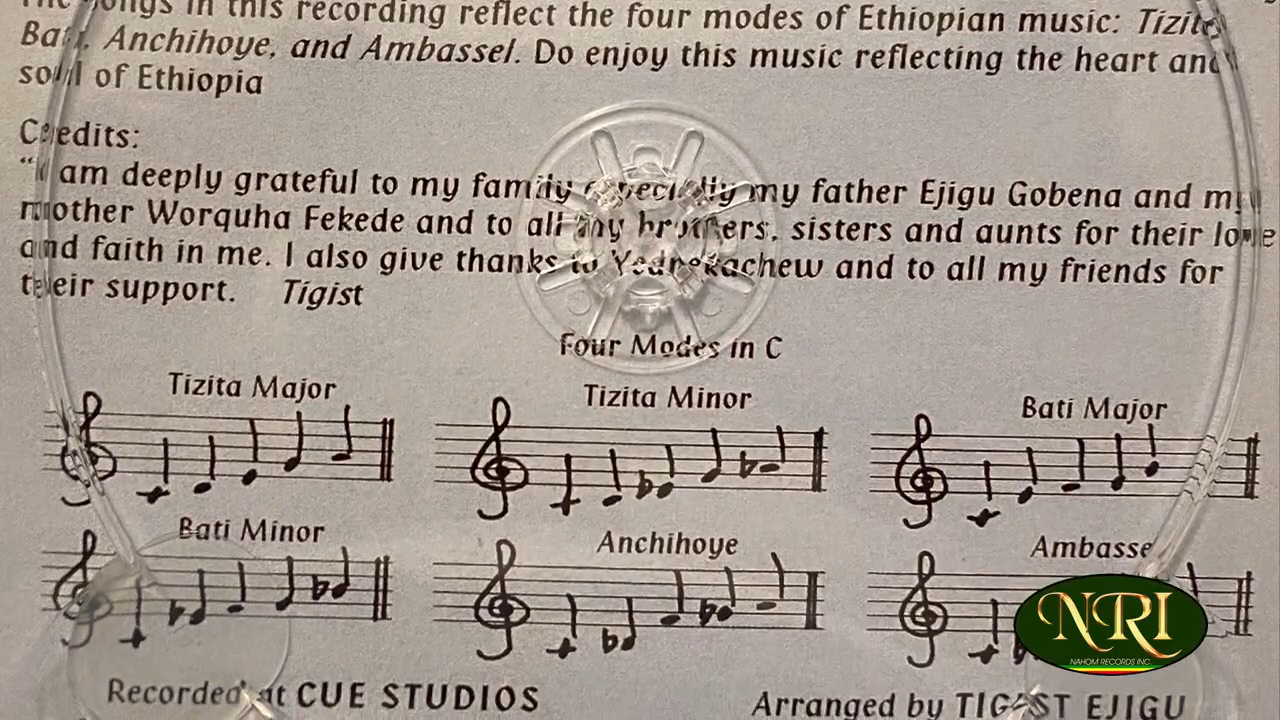 The songs in this recording reflect the four modes of Ethiopian music: Tizita,
Bati, Anchihoye, and Ambassel. Do enjoy this music reflecting the heart and
soul of Ethiopia
Credits:
"I am deeply grateful to my family especially my father Ejigu Gobena and my
mother Worquha Fekede and to all my brothers, sisters and aunts for their love
and faith in me. I also give thanks to Yednekachew and to all my friends for
their support. Tigist
Four Modes in C
Tizita Major
Tizita Minor
Bati Major
Bati Minor
Anchihoye
Ambasse
NRI
NAHOM RECORDS INC.
Recorded at CUE STUDIOS
Arranged by TIGIST EJIGU